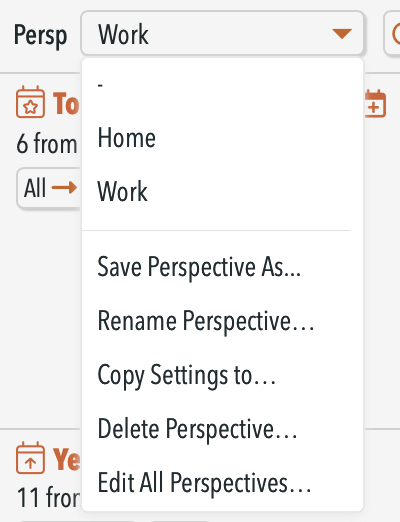 Persp Work
-
To
Home
6 from
Work
All
Save Perspective As...
Rename Perspective…
Copy Settings to…
Delete Perspective…
Ye
Edit All Perspectives…
11 from